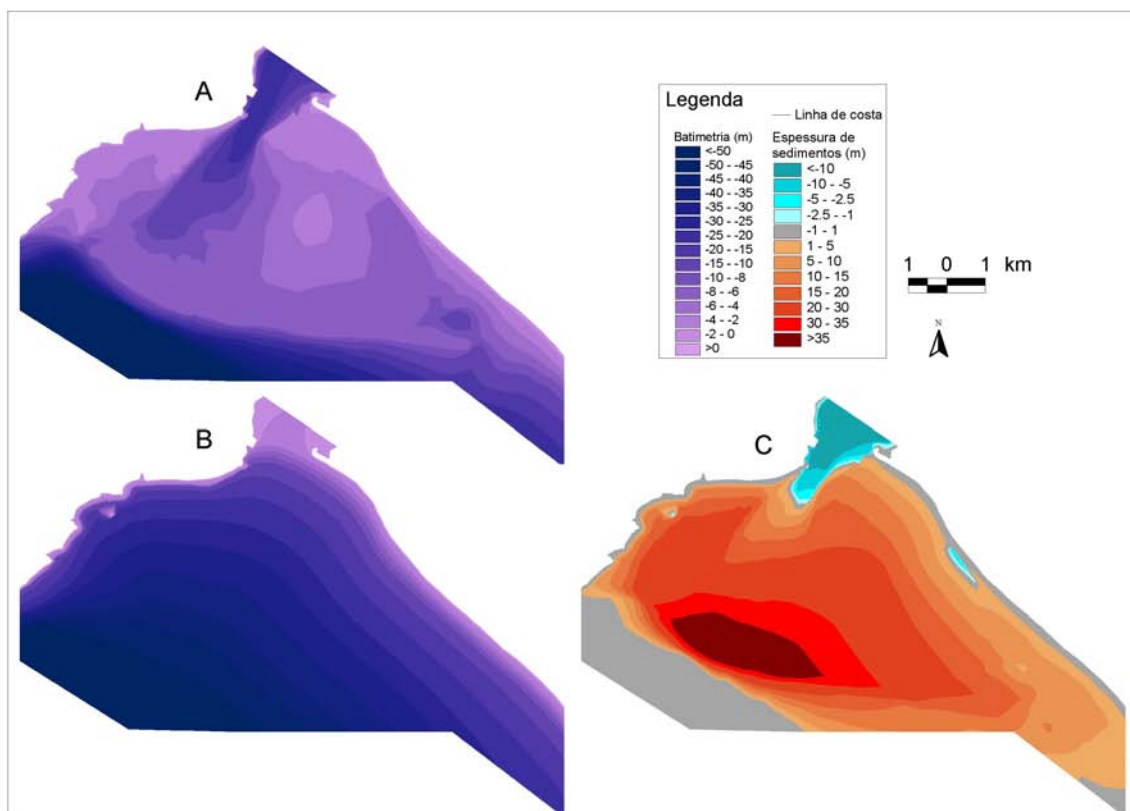 A
Legenda
Linha de costa
Batimetria (m)
<-50
-50 - -45
-45 - -40
-40 - -35
-35 - -30
-30 - -25
-25 - -20
-20 - -15
-15 - -10
-10 - -8
-8 - -6
-6 - -4
-4 - -2
-2 - 0
>0
Espessura de
sedimentos (m)
<-10
-10 - -5
-5 - -2.5
-2.5 - -1
-1 - 1
1 - 5
5 - 10
10 - 15
15 - 20
20 - 30
30 - 35
>35
1 0 1 km
N
B
C